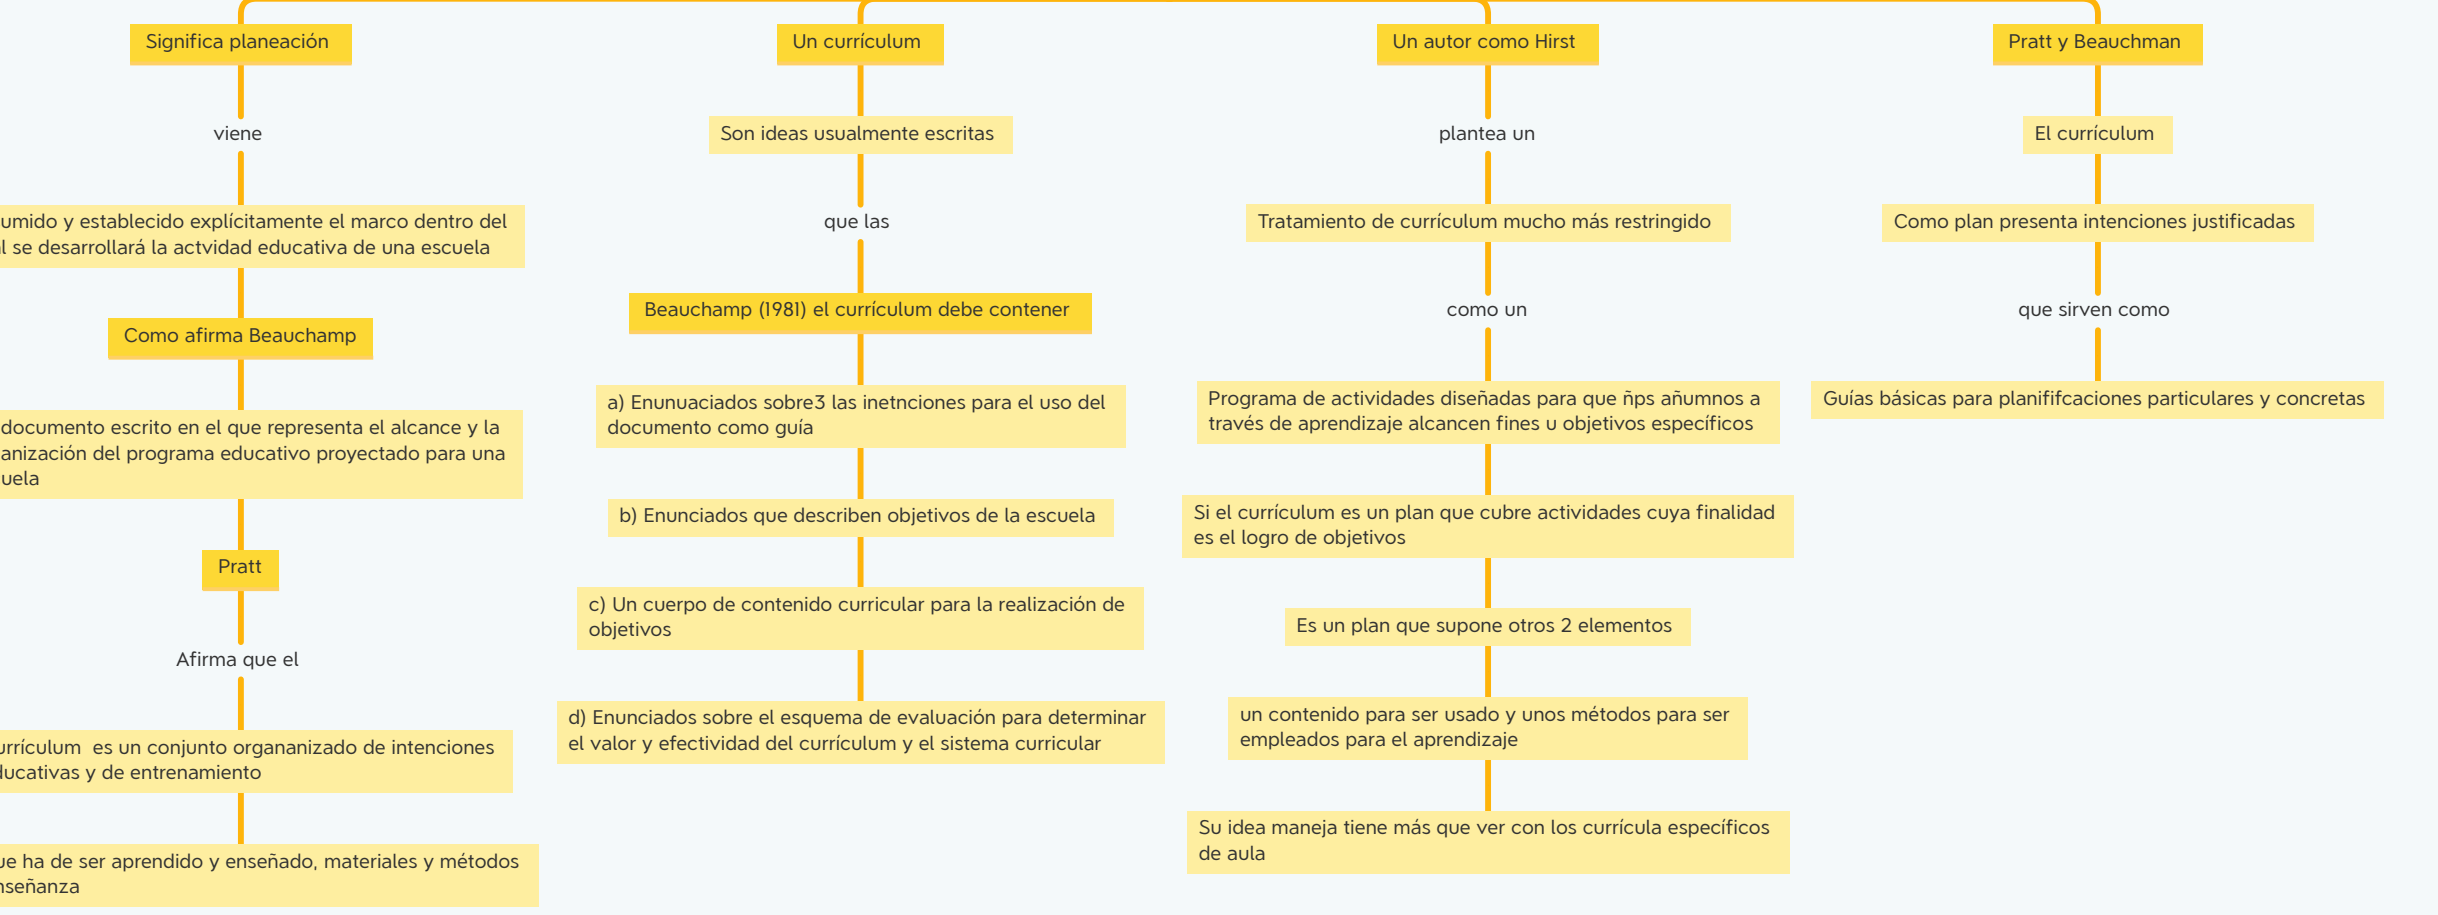 Significa planeación
viene
umido y establecido explícitamente el marco dentro del
l se desarrollará la actvidad educativa de una escuela
Como afirma Beauchamp
documento escrito en el que representa el alcance y la
anización del programa educativo proyectado para una
uela
Pratt
Afirma que el
urrículum es un conjunto organanizado de intenciones
ducativas y de entrenamiento
ue ha de ser aprendido y enseñado, materiales y métodos
nseñanza
Un currículum
Son ideas usualmente escritas
que las
Beauchamp (1981) el currículum debe contener
a) Enunuaciados sobre3 las inetnciones para el uso del
documento como guía
b) Enunciados que describen objetivos de la escuela
c) Un cuerpo de contenido curricular para la realización de
objetivos
d) Enunciados sobre el esquema de evaluación para determinar
el valor y efectividad del currículum y el sistema curricular
Un autor como Hirst
plantea un
Tratamiento de currículum mucho más restringido
como un
Programa de actividades diseñadas para que ñps añumnos a
través de aprendizaje alcancen fines u objetivos específicos
Si el currículum es un plan que cubre actividades cuya finalidad
es el logro de objetivos
Es un plan que supone otros 2 elementos
un contenido para ser usado y unos métodos para ser
empleados para el aprendizaje
Su idea maneja tiene más que ver con los currícula específicos
de aula
Pratt y Beauchman
El currículum
Como plan presenta intenciones justificadas
que sirven como
Guías básicas para planififcaciones particulares y concretas